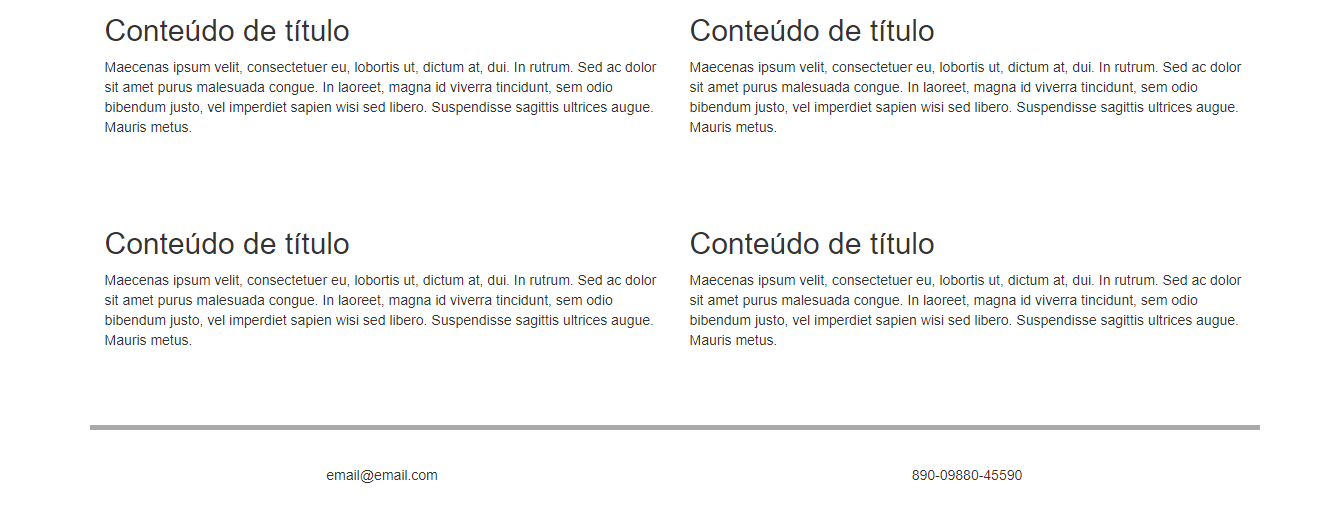 Conteúdo de título
Maecenas ipsum velit, consectetuer eu, lobortis ut, dictum at, dui. In rutrum. Sed ac dolor
sit amet purus malesuada congue. In laoreet, magna id viverra tincidunt, sem odio
bibendum justo, vel imperdiet sapien wisi sed libero. Suspendisse sagittis ultrices augue.
Mauris metus.
Conteúdo de título
Maecenas ipsum velit, consectetuer eu, lobortis ut, dictum at, dui. In rutrum. Sed ac dolor
sit amet purus malesuada congue. In laoreet, magna id viverra tincidunt, sem odio
bibendum justo, vel imperdiet sapien wisi sed libero. Suspendisse sagittis ultrices augue.
Mauris metus.
Conteúdo de título
Maecenas ipsum velit, consectetuer eu, lobortis ut, dictum at, dui. In rutrum. Sed ac dolor
sit amet purus malesuada congue. In laoreet, magna id viverra tincidunt, sem odio
bibendum justo, vel imperdiet sapien wisi sed libero. Suspendisse sagittis ultrices augue.
Mauris metus.
Conteúdo de título
Maecenas ipsum velit, consectetuer eu, lobortis ut, dictum at, dui. In rutrum. Sed ac dolor
sit amet purus malesuada congue. In laoreet, magna id viverra tincidunt, sem odio
bibendum justo, vel imperdiet sapien wisi sed libero. Suspendisse sagittis ultrices augue.
Mauris metus.
email@email.com
890-09880-45590